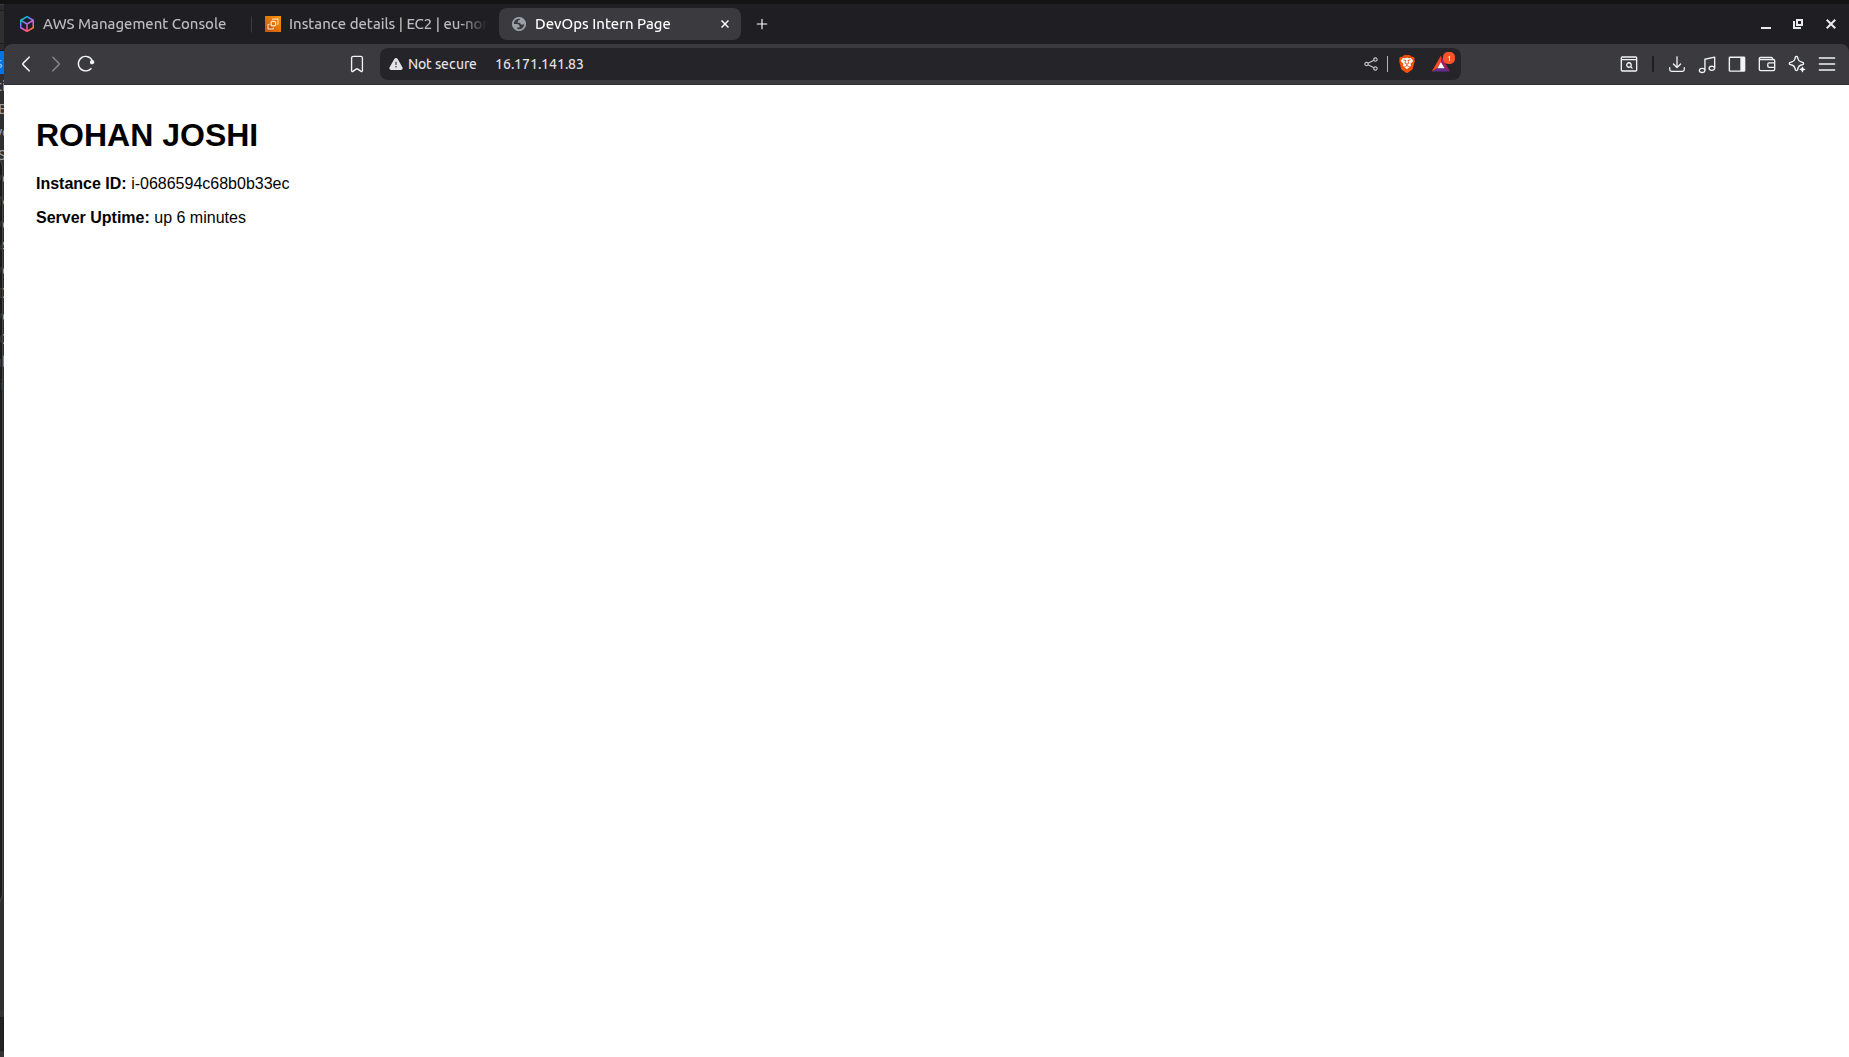 AWS Management Console
Instance details | EC2 | eu-no
DevOps Intern Page
Not secure 16.171.141.83
1
ROHAN JOSHI
Instance ID: i-0686594c68b0b33ec
Server Uptime: up 6 minutes